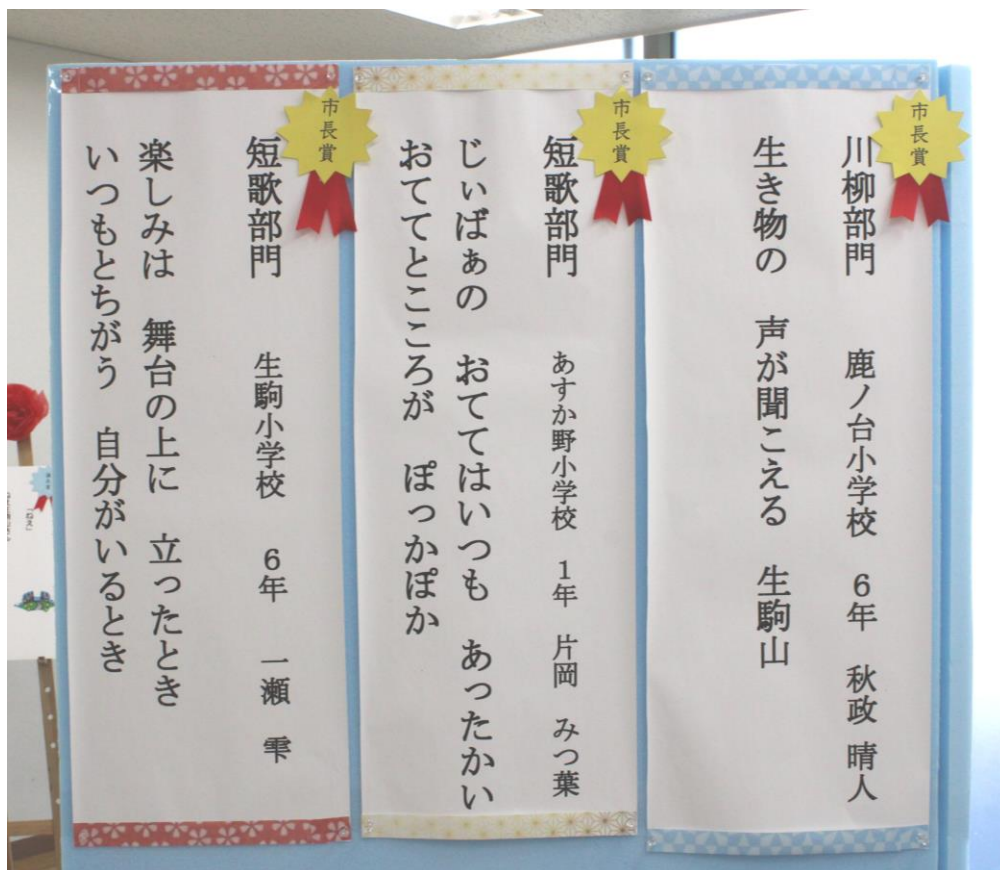 市長賞
川柳部門 鹿ノ台小学校 6年 秋政 晴人
生き物の 声が聞こえる 生駒山
市長賞
短歌部門 あすか野小学校 1年 片岡 みつ葉
じぃばぁの おててはいつも あったかい
おててとこころが ぽっかぽか
市長賞
短歌部門 生駒小学校 6年 一瀬 雫
楽しみは 舞台の上に 立ったとき
いつもとちがう 自分がいるとき
「ねえ」